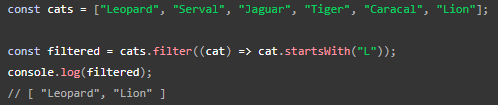 const cats = ["Leopard", "Serval", "Jaguar", "Tiger", "Caracal", "Lion"];
const filtered = cats.filter((cat) => cat.startsWith("L"));
console.log(filtered);
// [ "Leopard", "Lion" ]